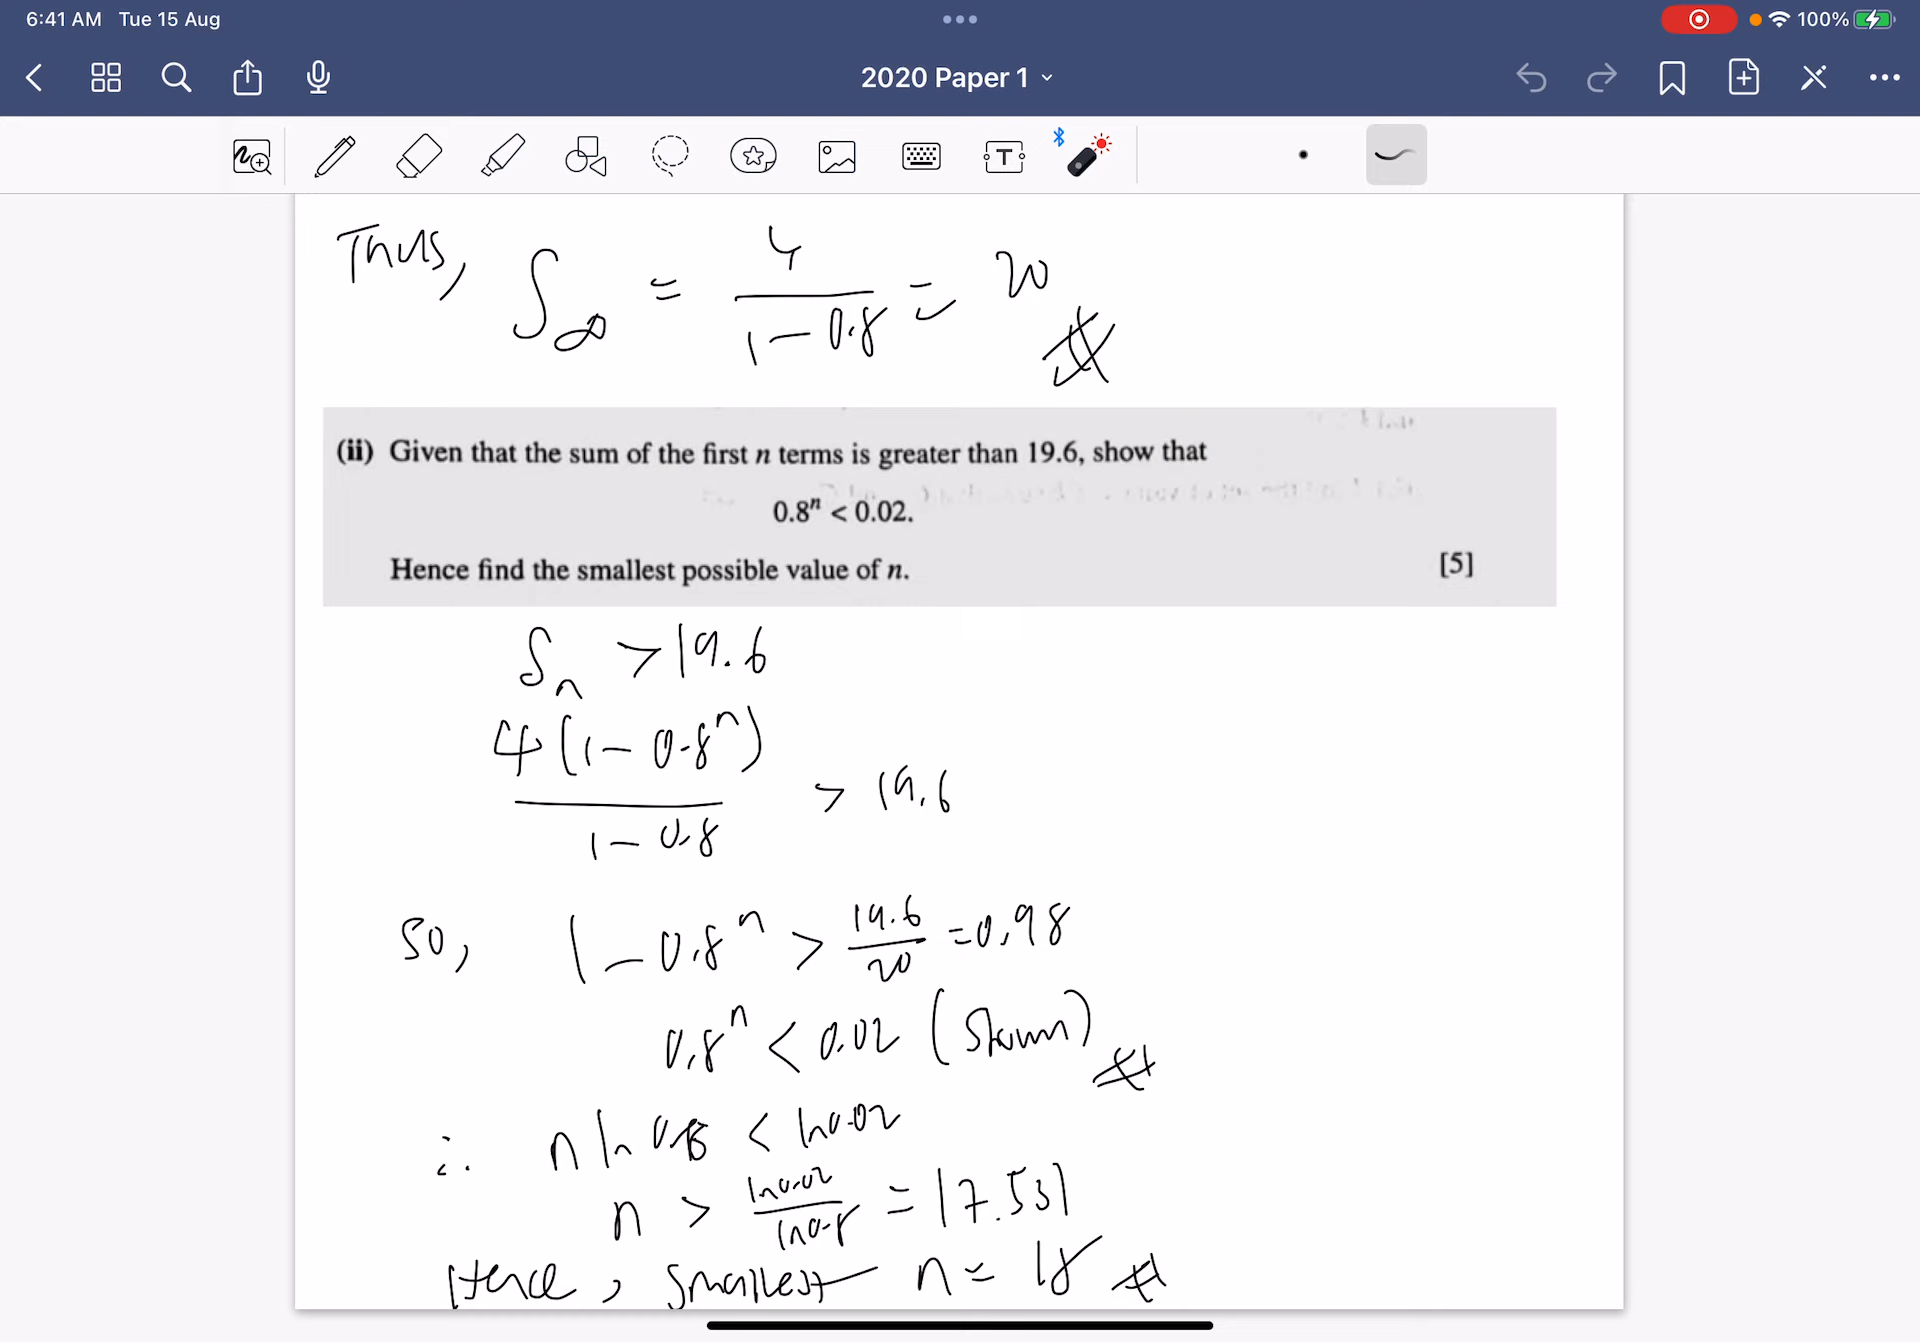 6:41 AM Tue 15 Aug
100%
2020 Paper 1
T
Thus, S∞ = 4 / (1 - 0.8) = 20
(ii) Given that the sum of the first n terms is greater than 19.6, show that
0.8ⁿ < 0.02.
Hence find the smallest possible value of n. [5]
Sₙ > 19.6
4(1 - 0.8ⁿ) / (1 - 0.8) > 19.6
So, 1 - 0.8ⁿ > 19.6 / 20 = 0.98
0.8ⁿ < 0.02 (Shown)
∴ n ln 0.8 < ln 0.02
n > ln 0.02 / ln 0.8 = 17.531
Hence, smallest n = 18